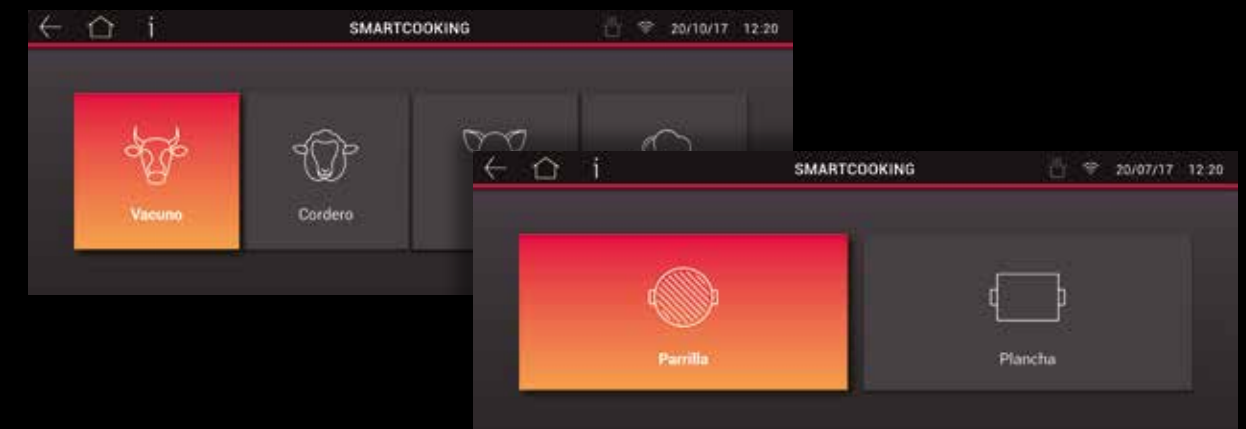 i SMARTCOOKING 20/10/17 12:20
Vacuno Cordero
i SMARTCOOKING 20/07/17 12:20
Parrilla Plancha